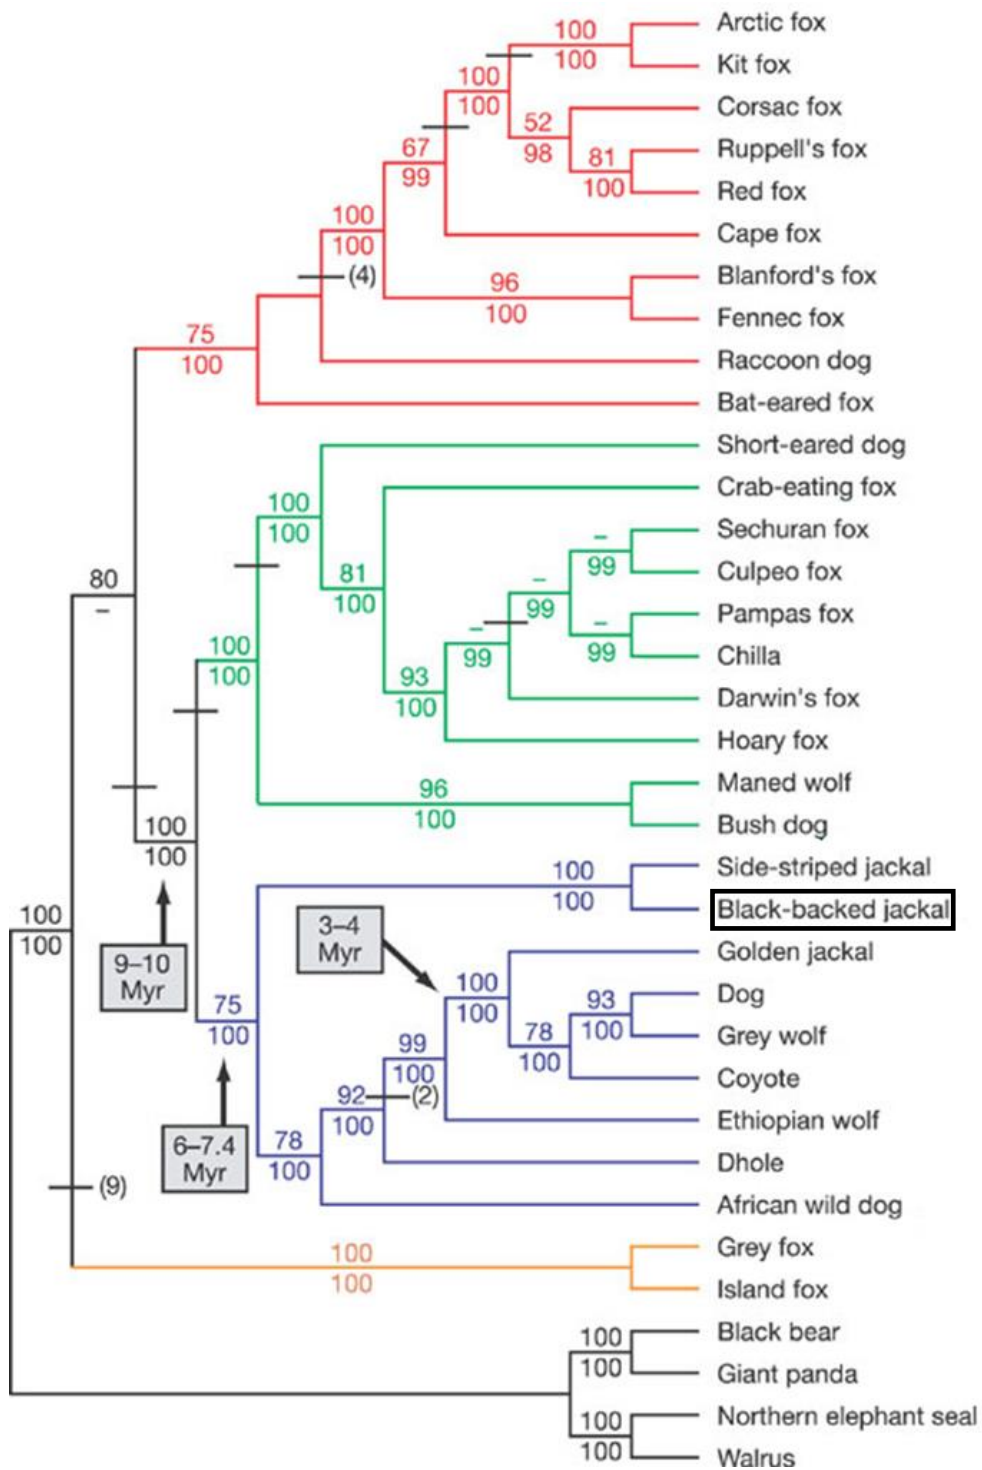 Arctic fox
100
100
Kit fox
100
100
Corsac fox
52
98
Ruppell's fox
81
100
Red fox
67
99
Cape fox
100
100
(4)
Blanford's fox
96
100
Fennec fox
75
100
Raccoon dog
Bat-eared fox
Short-eared dog
100
100
Crab-eating fox
Sechuran fox
–
99
Culpeo fox
81
100
–
99
Pampas fox
–
99
Chilla
–
99
80
–
100
100
93
100
Darwin's fox
Hoary fox
Maned wolf
96
100
Bush dog
100
100
Side-striped jackal
100
100
Black-backed jackal
100
100
3–4
Myr
Golden jackal
9–10
Myr
100
100
Dog
93
100
75
100
Grey wolf
78
100
99
100
Coyote
92
100
(2)
Ethiopian wolf
6–7.4
Myr
78
100
Dhole
(9)
African wild dog
Grey fox
100
100
Island fox
Black bear
100
100
Giant panda
Northern elephant seal
100
100
Walrus